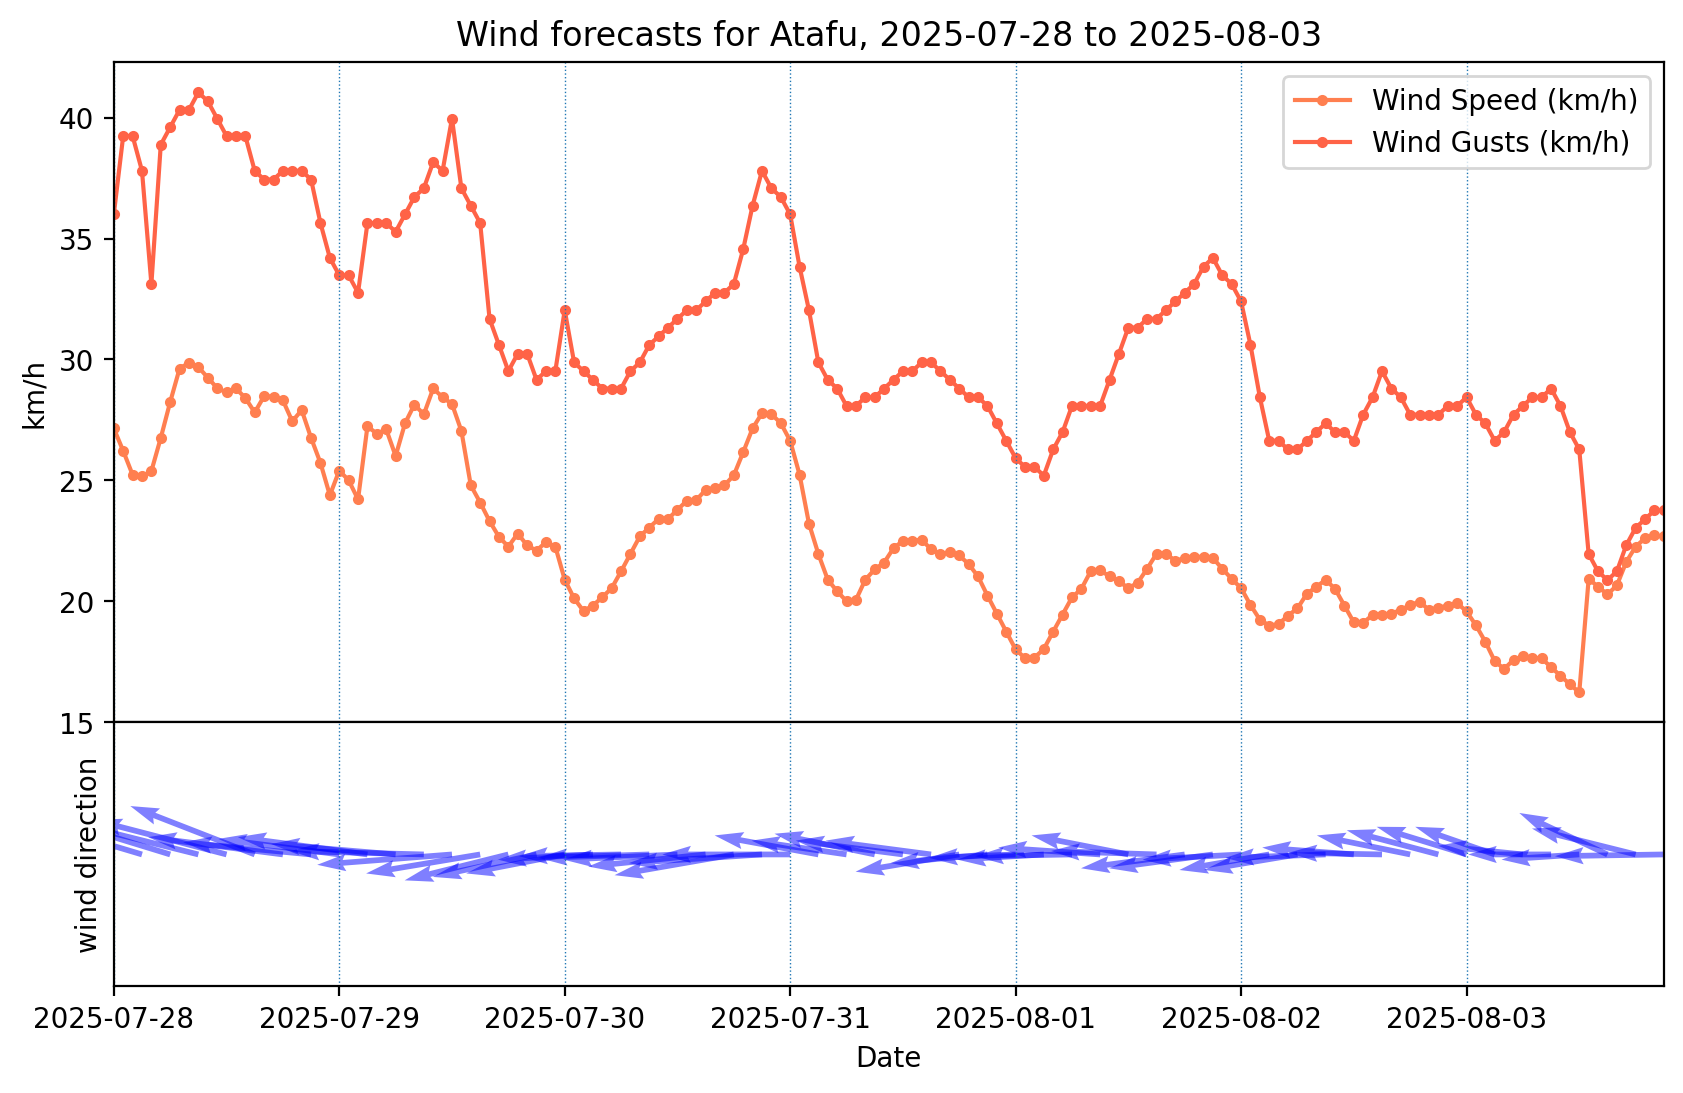 Wind forecasts for Atafu, 2025-07-28 to 2025-08-03
Wind Speed (km/h)
Wind Gusts (km/h)
km/h
40
35
30
25
20
15
wind direction
2025-07-28
2025-07-29
2025-07-30
2025-07-31
2025-08-01
2025-08-02
2025-08-03
Date